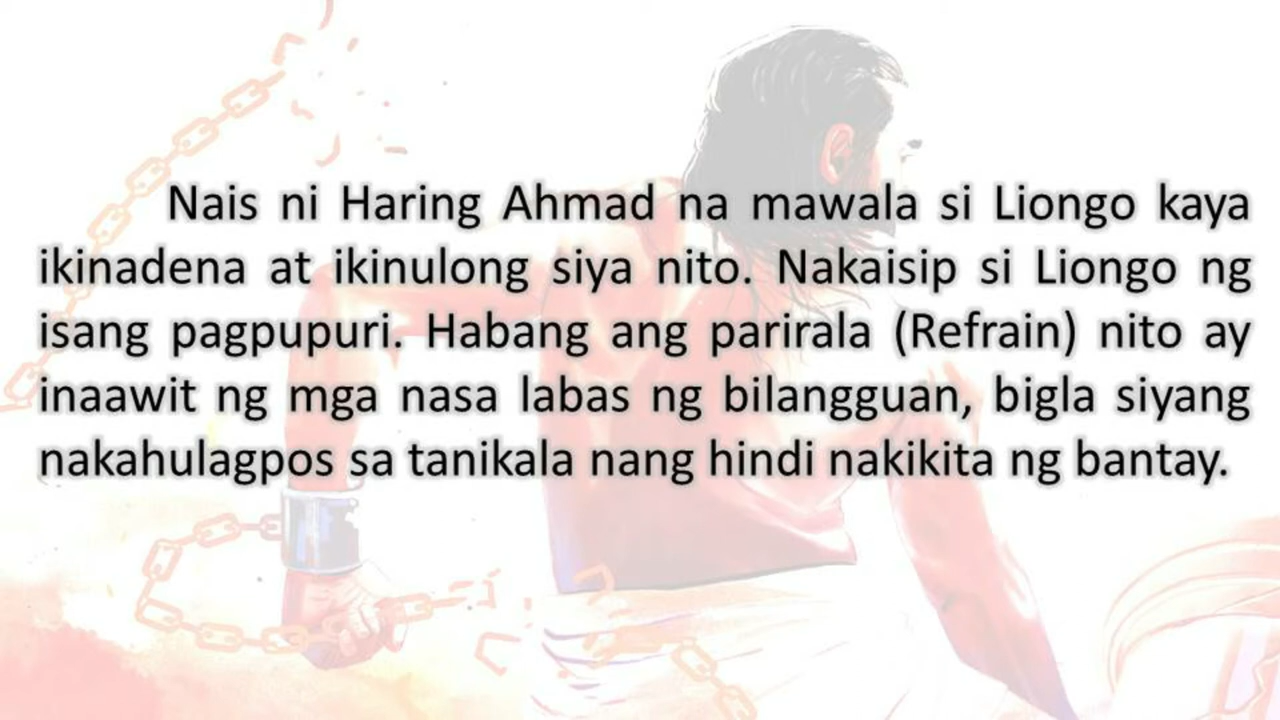 Nais ni Haring Ahmad na mawala si Liongo kaya
ikinadena at ikinulong siya nito. Nakaisip si Liongo ng
isang pagpupuri. Habang ang parirala (Refrain) nito ay
inaawit ng mga nasa labas ng bilangguan, bigla siyang
nakahulagpos sa tanikala nang hindi nakikita ng bantay.